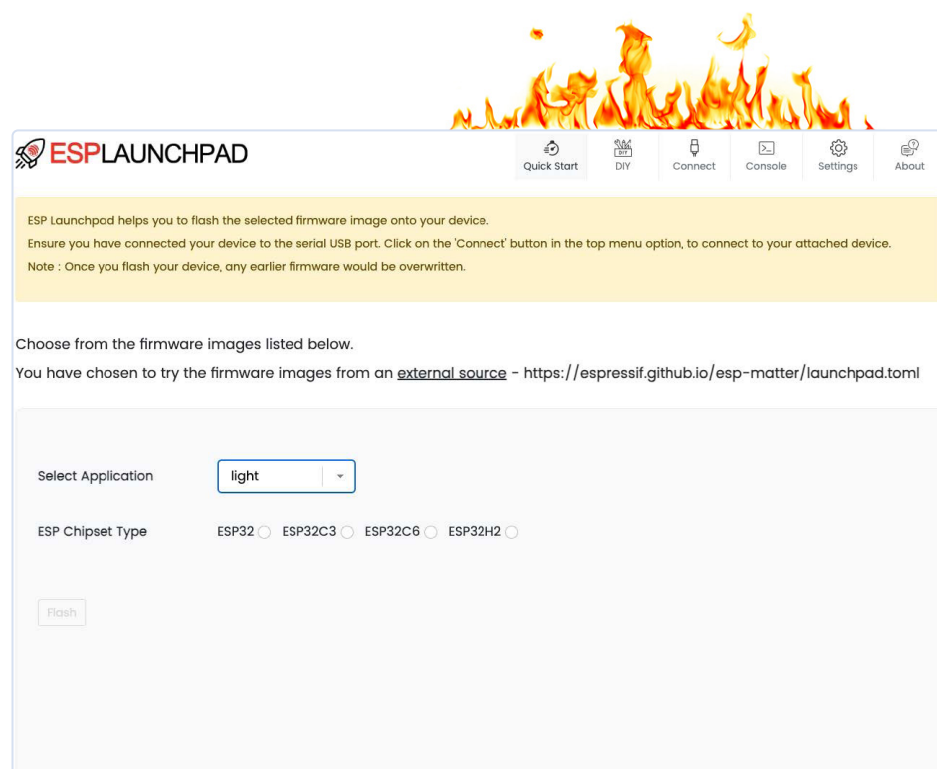 ESPLAUNCHPAD
Quick Start
DIY
Connect
Console
Settings
About
ESP Launchpad helps you to flash the selected firmware image onto your device.
Ensure you have connected your device to the serial USB port. Click on the 'Connect' button in the top menu option, to connect to your attached device.
Note : Once you flash your device, any earlier firmware would be overwritten.
Choose from the firmware images listed below.
You have chosen to try the firmware images from an external source - https://espressif.github.io/esp-matter/launchpad.toml
Select Application light
ESP Chipset Type ESP32 ESP32C3 ESP32C6 ESP32H2
Flash